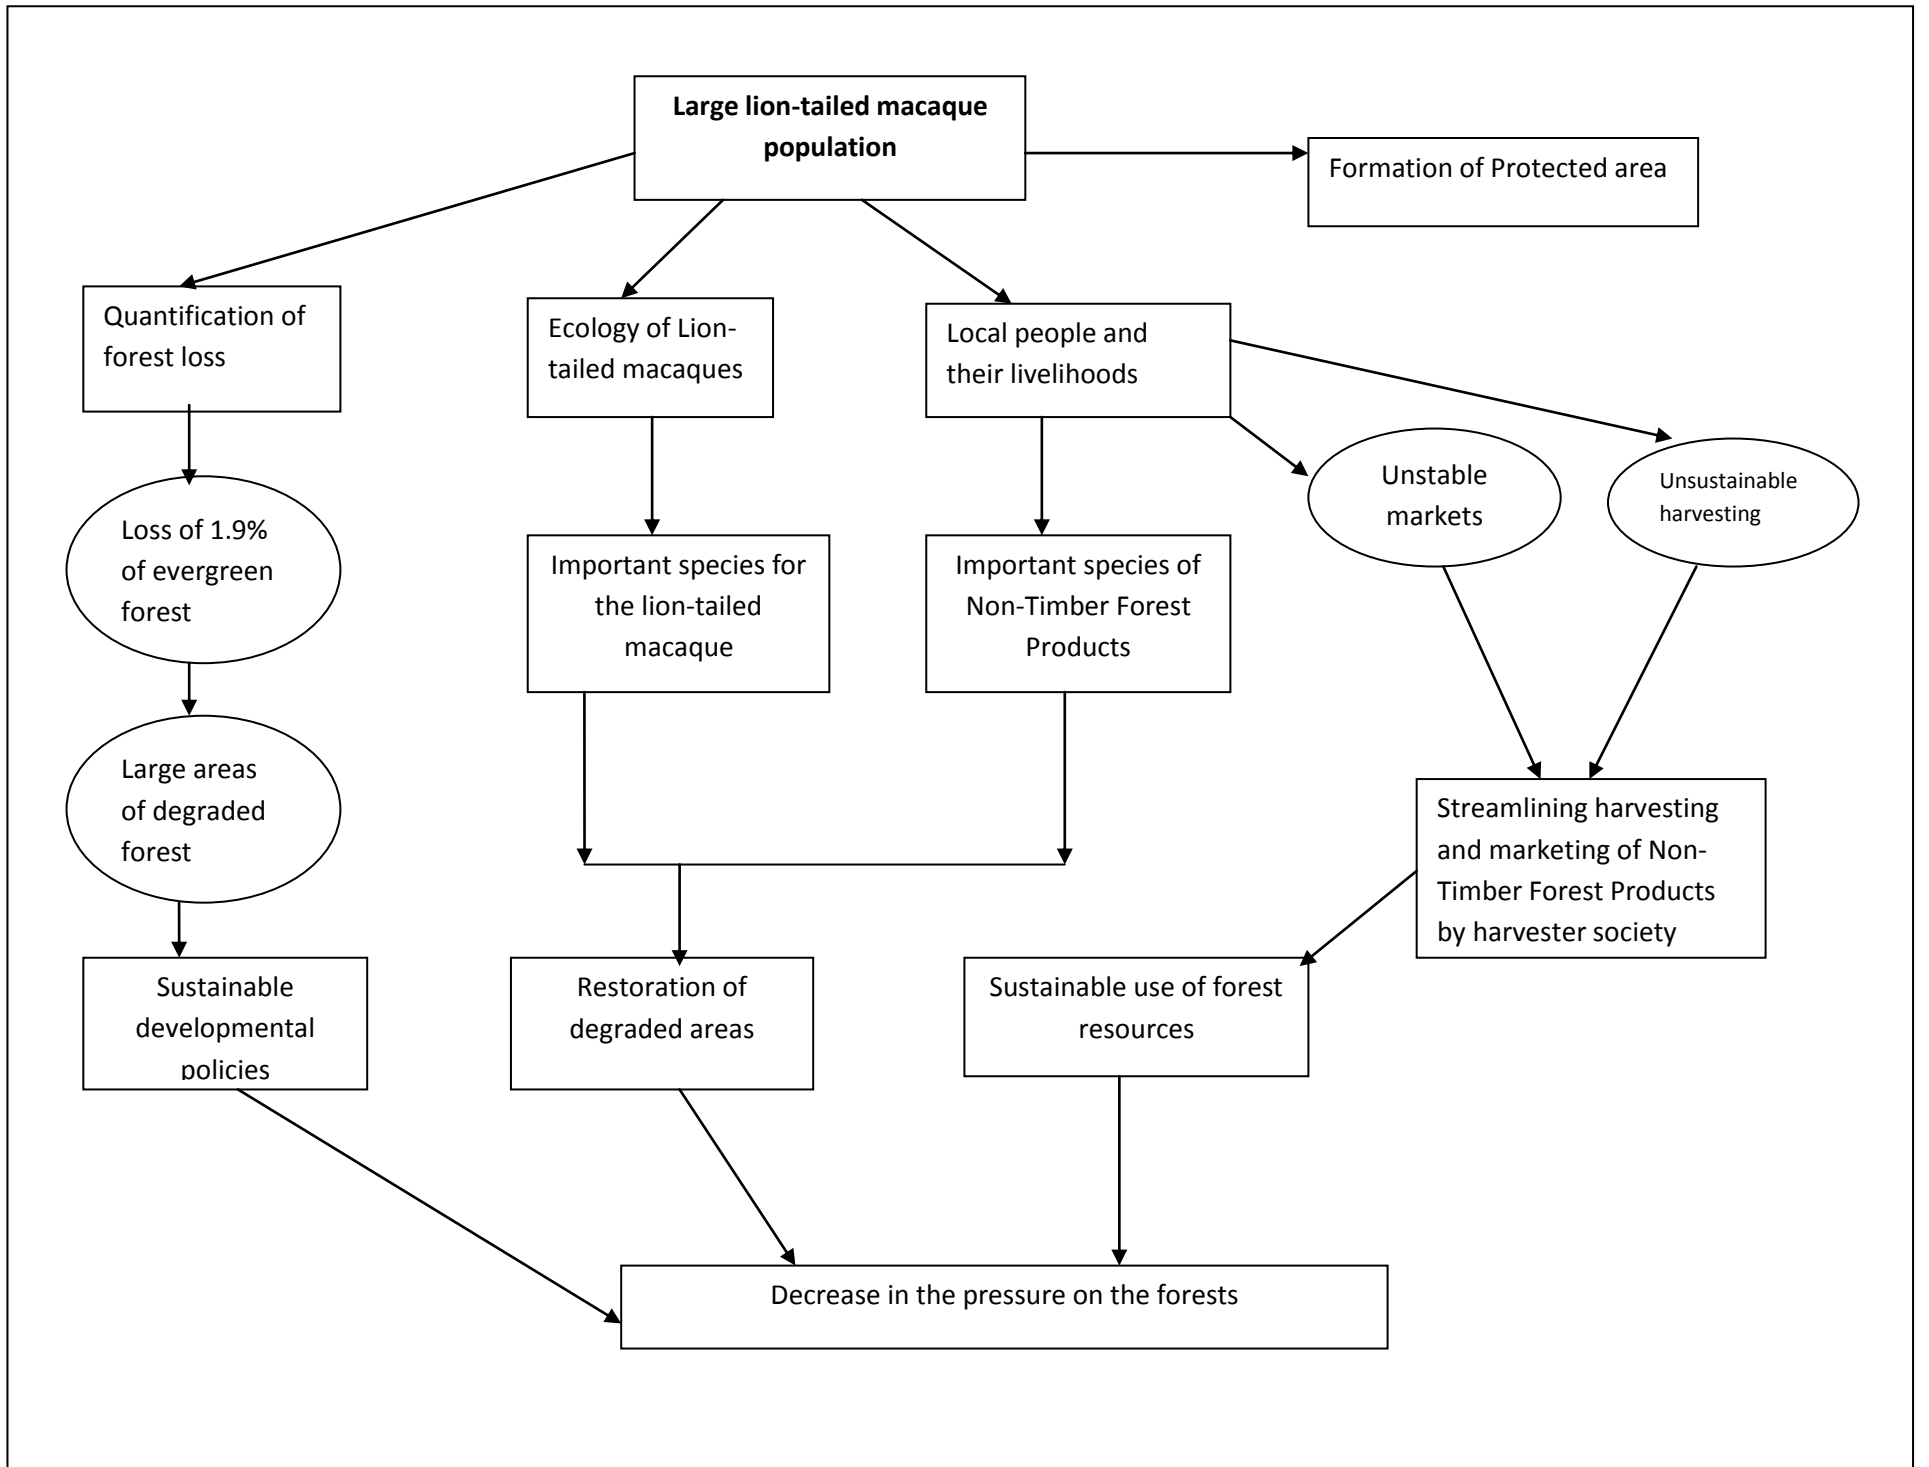 Large lion-tailed macaque
population
Formation of Protected area
Quantification of
forest loss
Ecology of Lion-
tailed macaques
Local people and
their livelihoods
Unstable
markets
Unsustainable
harvesting
Loss of 1.9%
of evergreen
forest
Important species for
the lion-tailed
macaque
Important species of
Non-Timber Forest
Products
Large areas
of degraded
forest
Streamlining harvesting
and marketing of Non-
Timber Forest Products
by harvester society
Sustainable
developmental
policies
Restoration of
degraded areas
Sustainable use of forest
resources
Decrease in the pressure on the forests